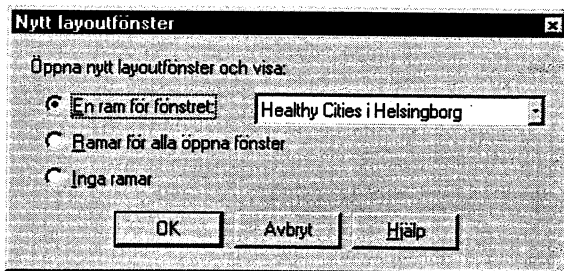 Nytt layoutfönster
Öppna nytt layoutfönster och visa:
En ram för fönstret: Healthy Cities i Helsingborg
Ramar för alla öppna fönster
Inga ramar
OK Avbryt Hjälp